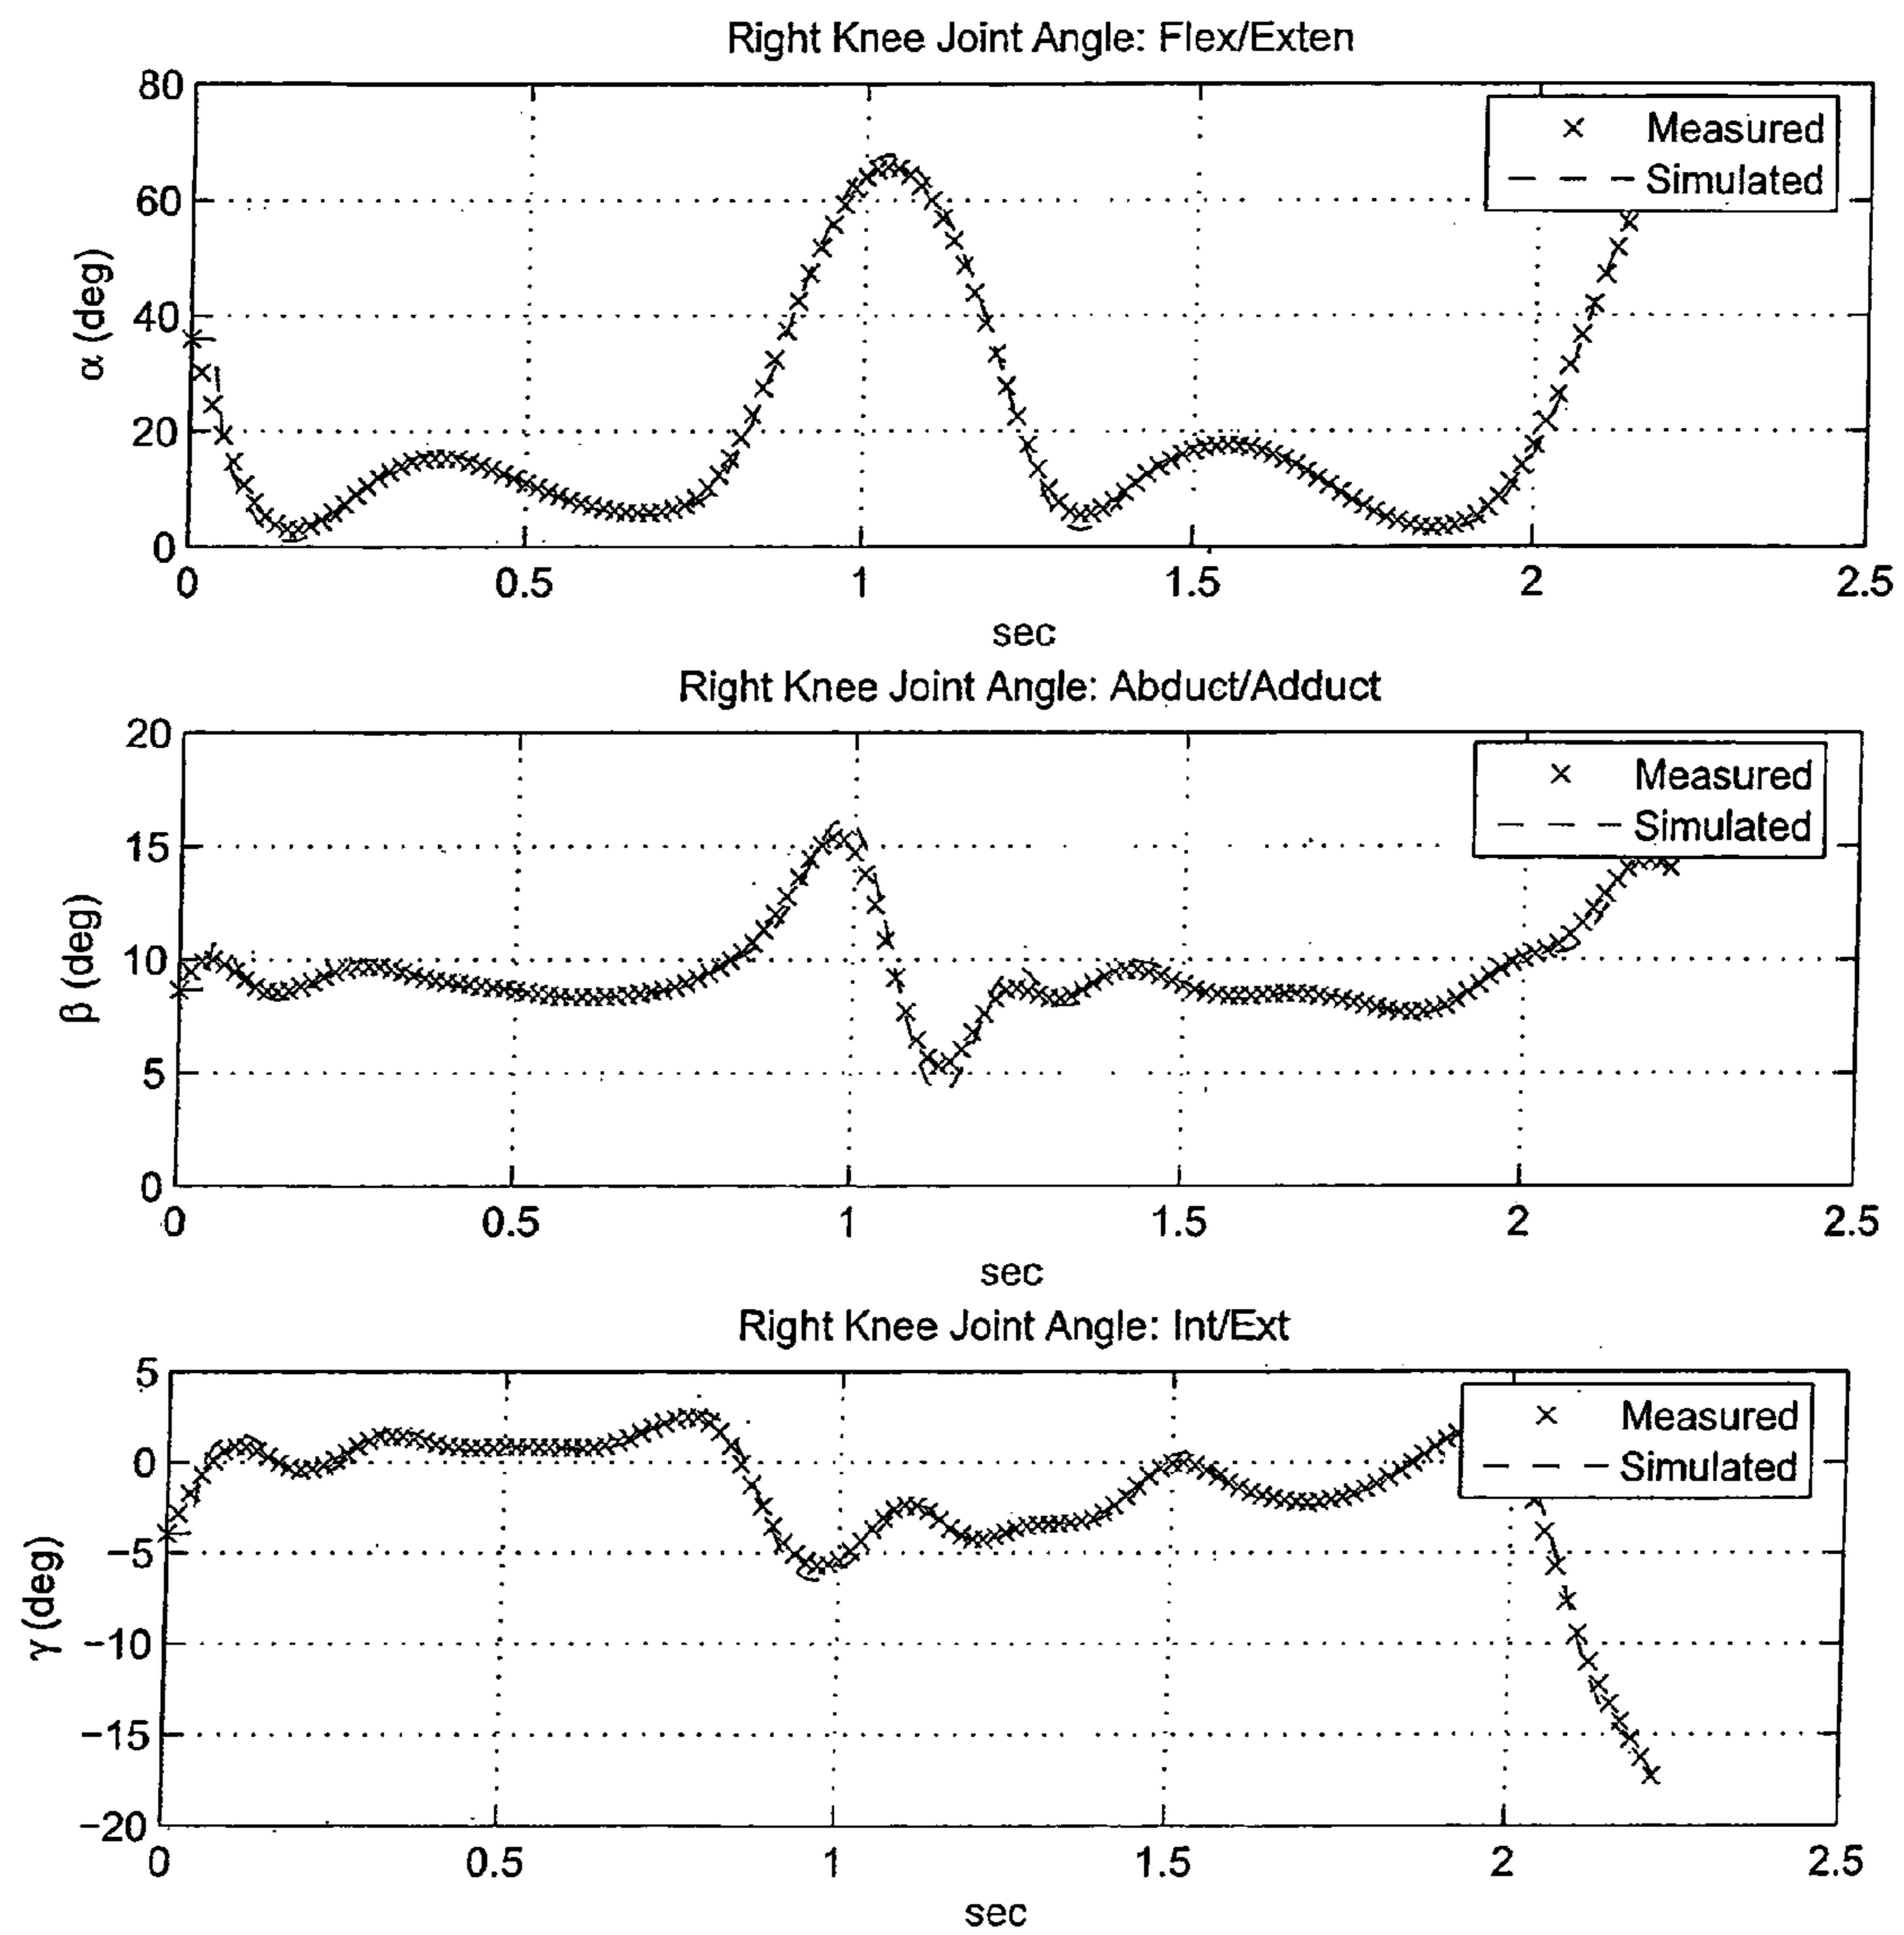 Right Knee Joint Angle: Flex/Exten
80
60
40
20
0
α (deg)
× Measured
– – – Simulated
0 0.5 1 1.5 2 2.5
sec
Right Knee Joint Angle: Abduct/Adduct
20
15
10
5
0
β (deg)
× Measured
– – – Simulated
0 0.5 1 1.5 2 2.5
sec
Right Knee Joint Angle: Int/Ext
5
0
−5
−10
−15
−20
γ (deg)
× Measured
– – – Simulated
0 0.5 1 1.5 2 2.5
sec